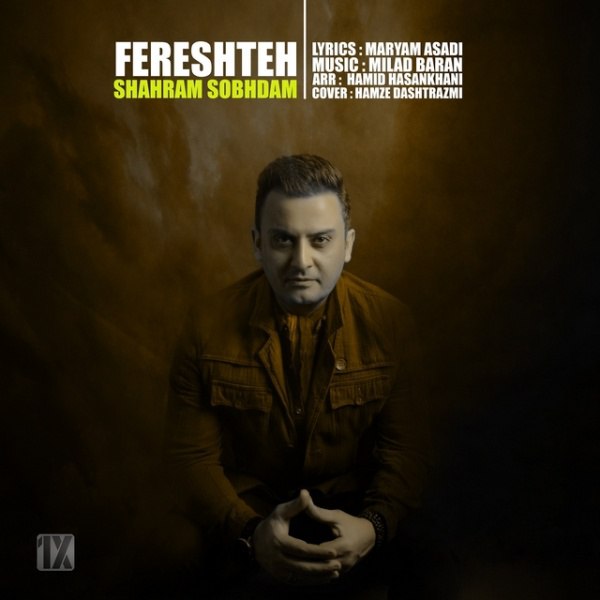 FERESHTEH
SHAHRAM SOBHDAM
LYRICS : MARYAM ASADI
MUSIC : MILAD BARAN
ARR : HAMID HASANKHANI
COVER : HAMZE DASHTRAZMI
1X